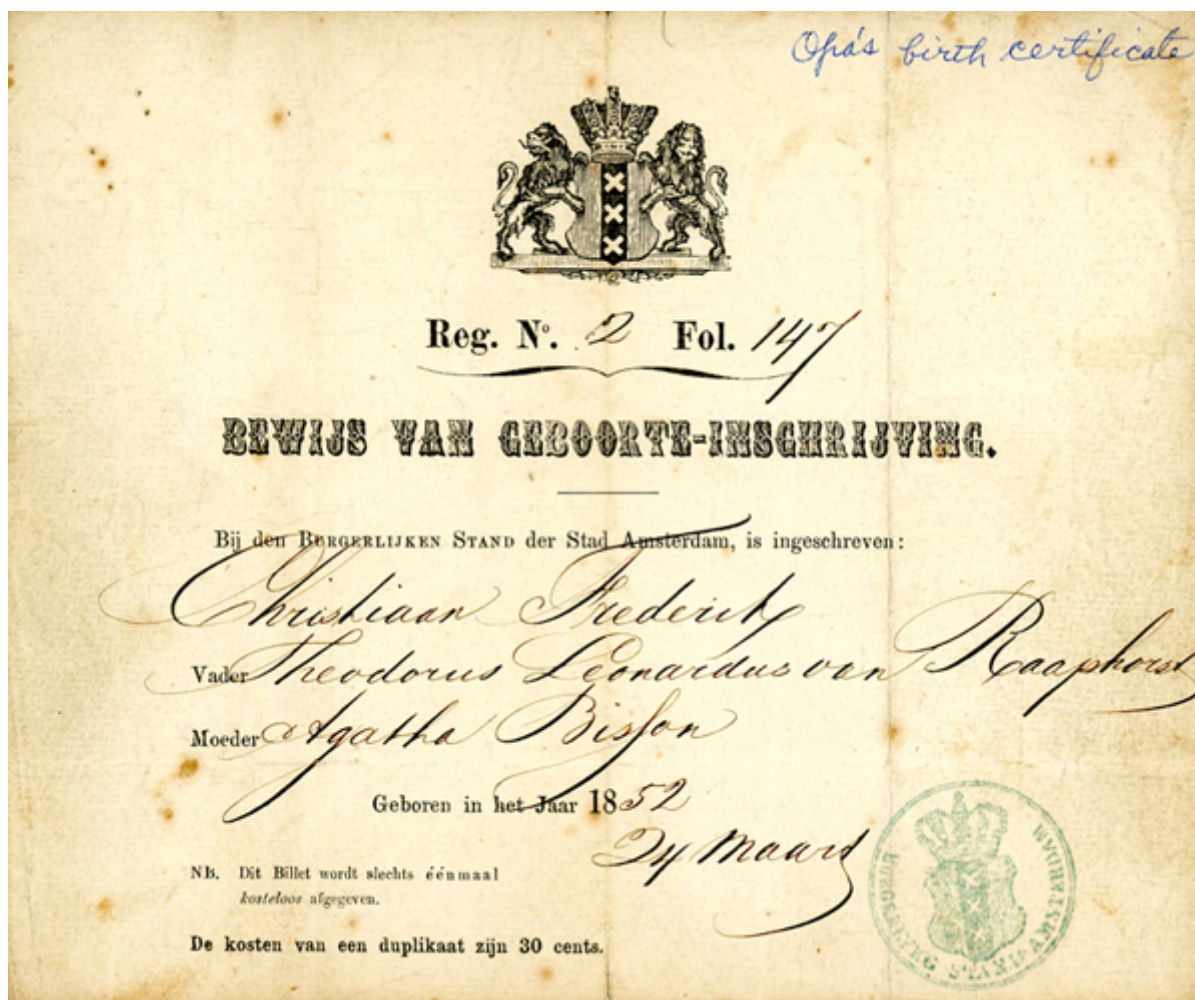 Opa's birth certificate
Reg. No. 2 Fol. 147
BEWIJS VAN GEBOORTE-INSCHRIJVING.
Bij den BURGERLIJKEN STAND der Stad Amsterdam, is ingeschreven:
Christiaan Frederik
Vader Theodorus Leonardus van Raaphorst
Moeder Agatha Bisson
Geboren in het Jaar 1852
24 Maart
NB. Dit Billet wordt slechts éénmaal
kosteloos afgegeven.
De kosten van een duplikaat zijn 30 cents.
BURGERLYKE STAND AMSTERDAM